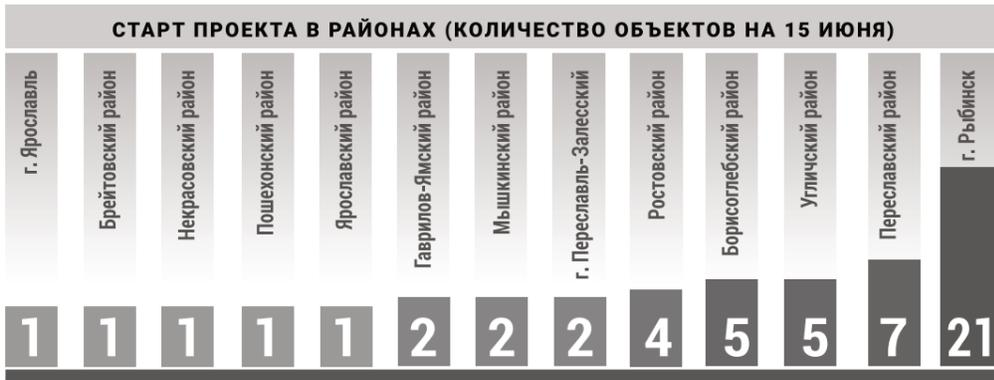 СТАРТ ПРОЕКТА В РАЙОНАХ (КОЛИЧЕСТВО ОБЪЕКТОВ НА 15 ИЮНЯ)
г. Ярославль
1
Брейтовский район
1
Некрасовский район
1
Пошехонский район
1
Ярославский район
1
Гаврилов-Ямский район
2
Мышкинский район
2
г. Переславль-Залесский
2
Ростовский район
4
Борисоглебский район
5
Угличский район
5
Переславский район
7
г. Рыбинск
21